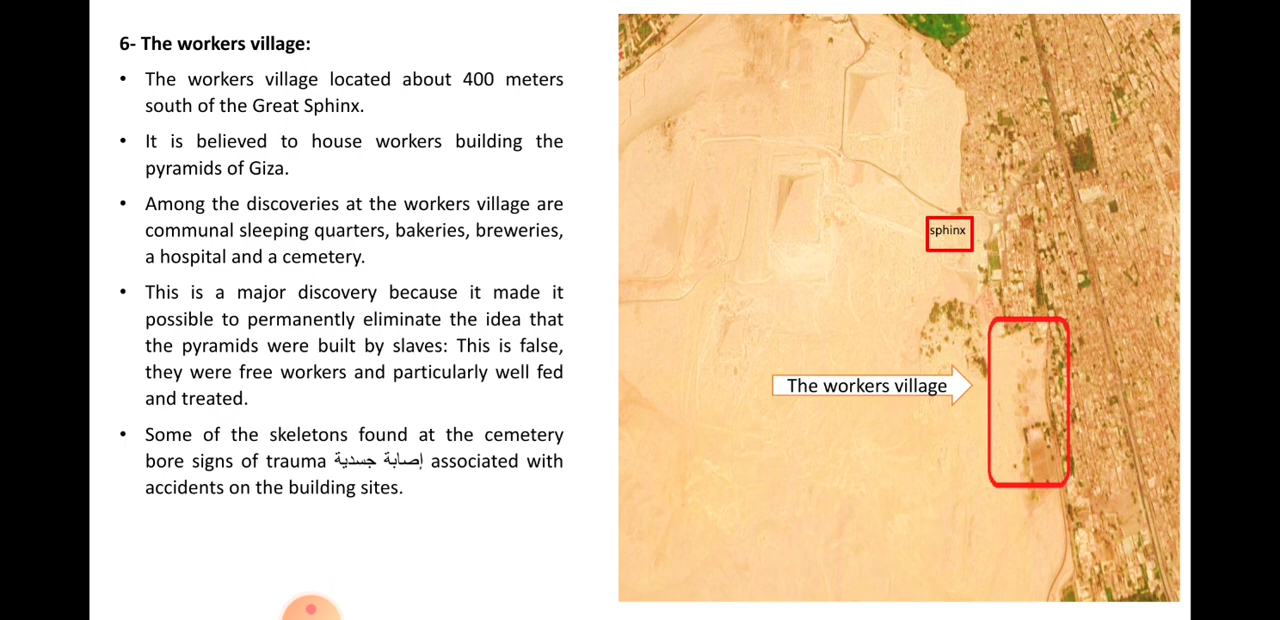 6- The workers village:
• The workers village located about 400 meters
south of the Great Sphinx.
• It is believed to house workers building the
pyramids of Giza.
• Among the discoveries at the workers village are
communal sleeping quarters, bakeries, breweries,
a hospital and a cemetery.
• This is a major discovery because it made it
possible to permanently eliminate the idea that
the pyramids were built by slaves: This is false,
they were free workers and particularly well fed
and treated.
• Some of the skeletons found at the cemetery
bore signs of trauma إصابة جسدية associated with
accidents on the building sites.
sphinx
The workers village